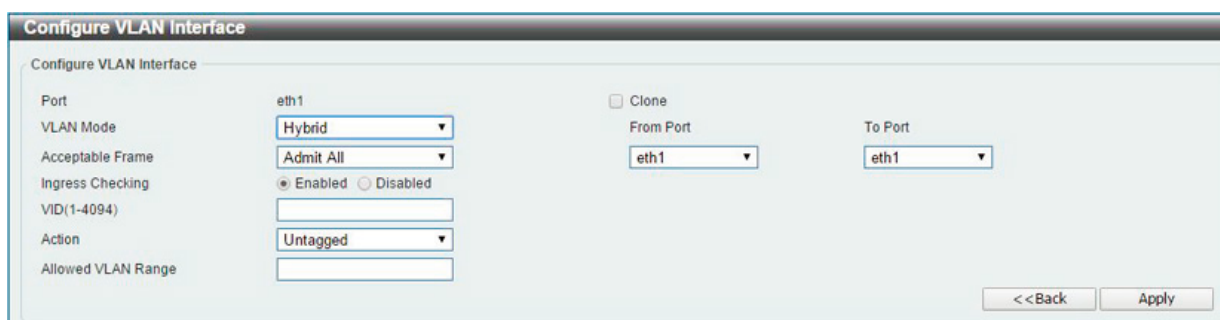 Configure VLAN Interface
Configure VLAN Interface
Port eth1 Clone
VLAN Mode Hybrid From Port To Port
Acceptable Frame Admit All eth1 eth1
Ingress Checking Enabled Disabled
VID(1-4094)
Action Untagged
Allowed VLAN Range
<<Back Apply